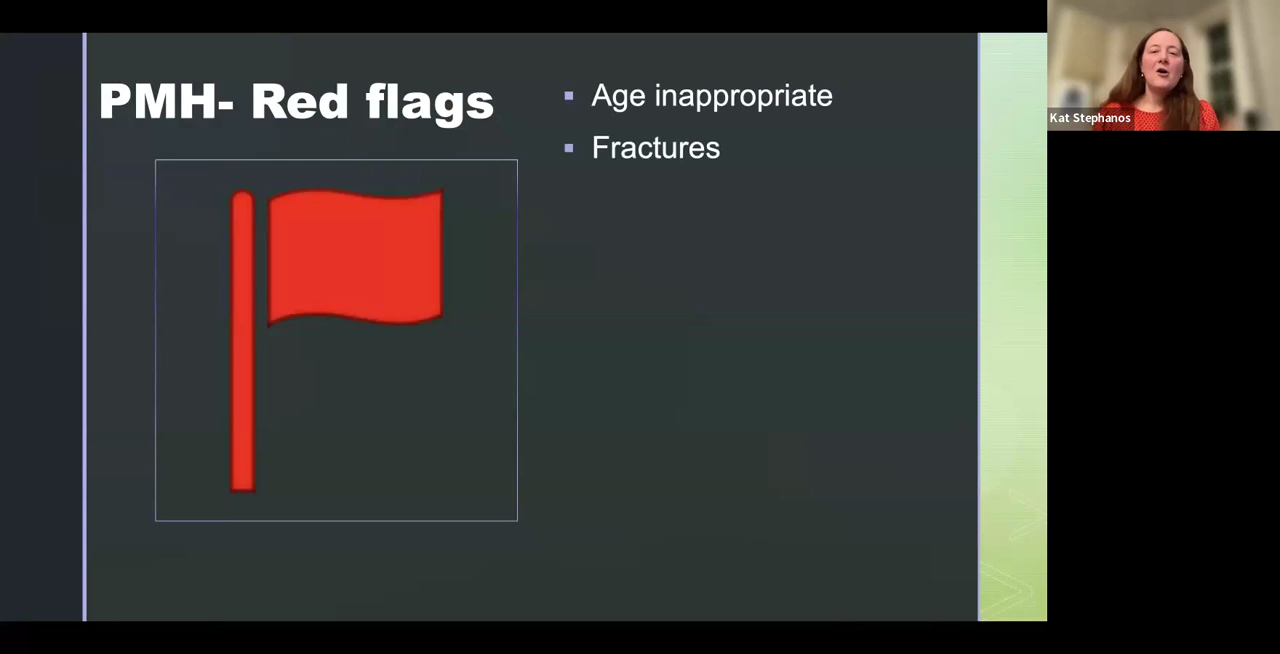 PMH- Red flags
Age inappropriate
Fractures
Kat Stephanos